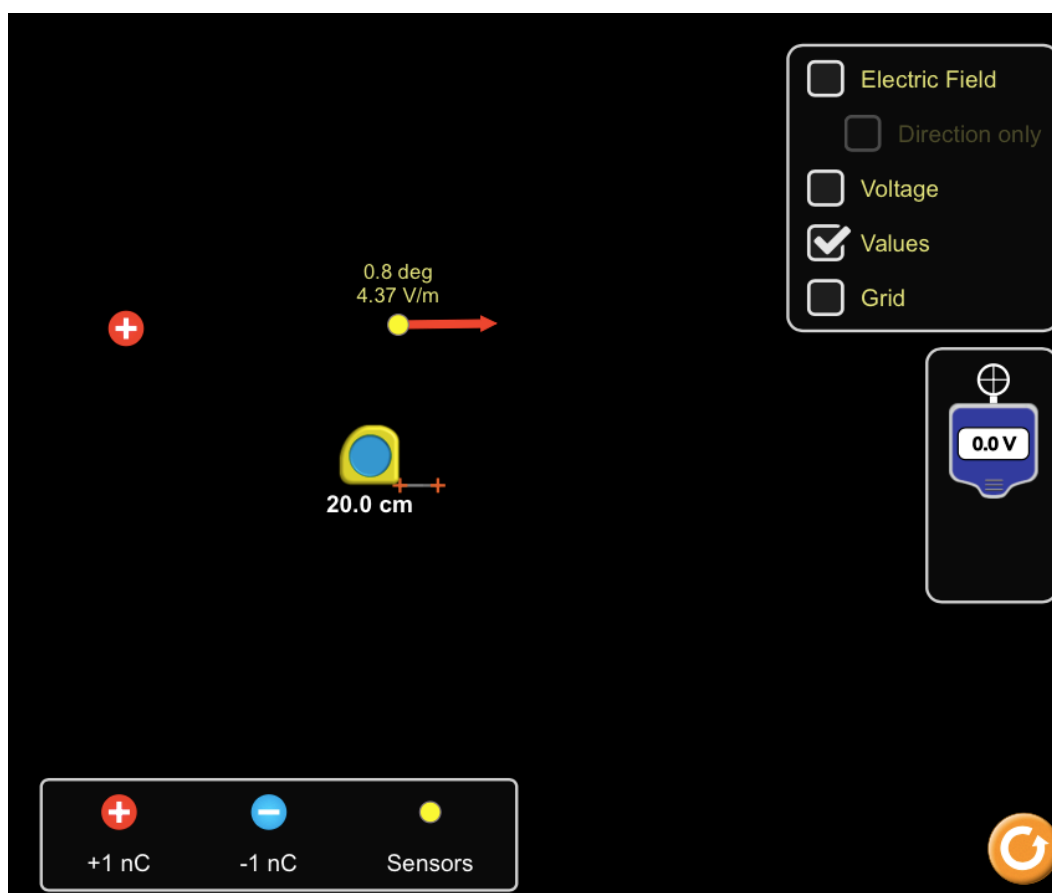 Electric Field
Direction only
Voltage
Values
Grid
0.8 deg
4.37 V/m
0.0 V
20.0 cm
+1 nC
-1 nC
Sensors